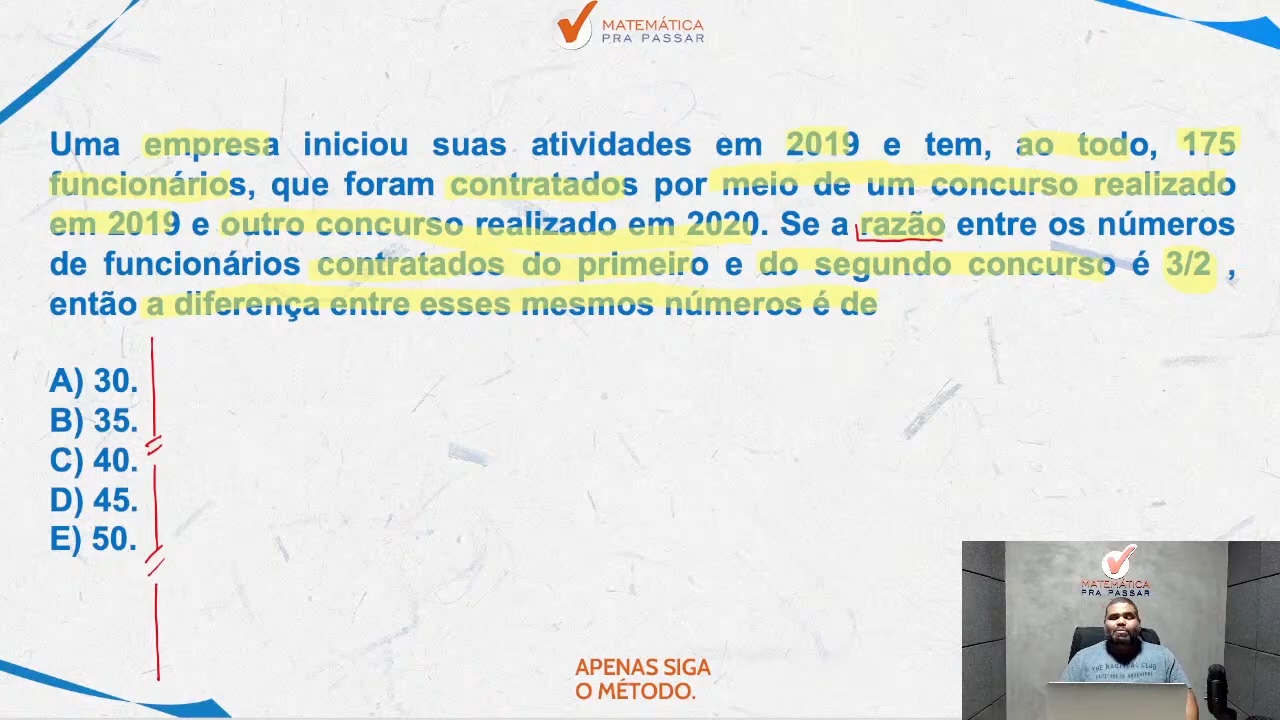 MATEMÁTICA
PRA PASSAR
Uma empresa iniciou suas atividades em 2019 e tem, ao todo, 175
funcionários, que foram contratados por meio de um concurso realizado
em 2019 e outro concurso realizado em 2020. Se a razão entre os números
de funcionários contratados do primeiro e do segundo concurso é 3/2 ,
então a diferença entre esses mesmos números é de
A) 30.
B) 35.
C) 40.
D) 45.
E) 50.
MATEMÁTICA
PRA PASSAR
THE NAUTICAL CLUB
APENAS SIGA
O MÉTODO.